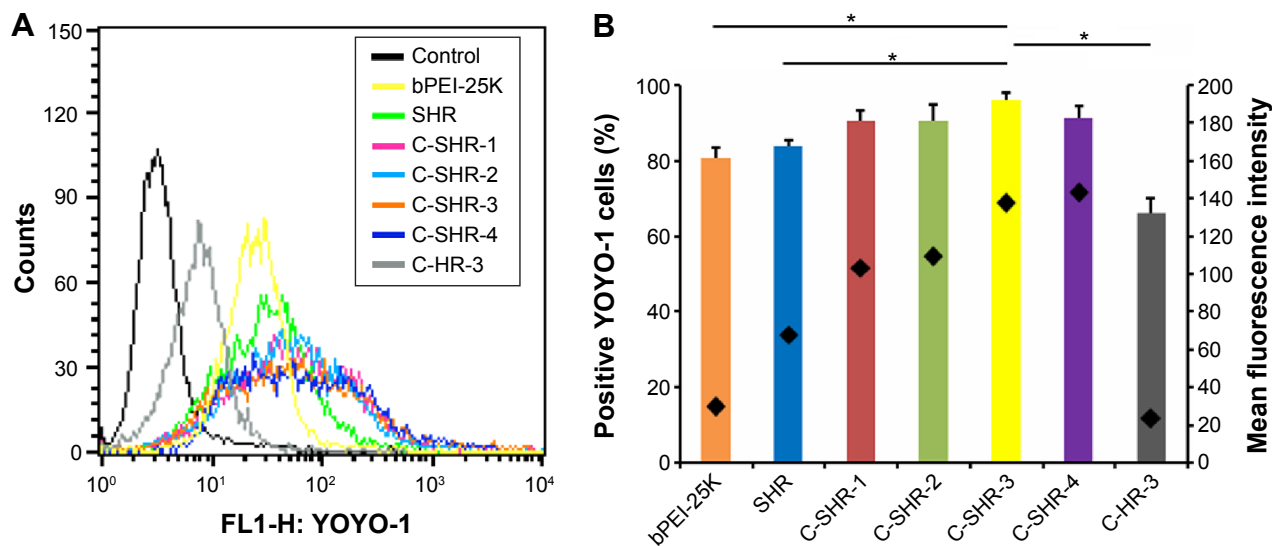 A
150
120
90
60
30
0
Counts
10⁰
10¹
10²
10³
10⁴
FL1-H: YOYO-1
Control
bPEI-25K
SHR
C-SHR-1
C-SHR-2
C-SHR-3
C-SHR-4
C-HR-3
B
*
*
*
100
80
60
40
20
0
Positive YOYO-1 cells (%)
200
180
160
140
130
100
80
60
40
20
0
Mean fluorescence intensity
bPEI-25K
SHR
C-SHR-1
C-SHR-2
C-SHR-3
C-SHR-4
C-HR-3